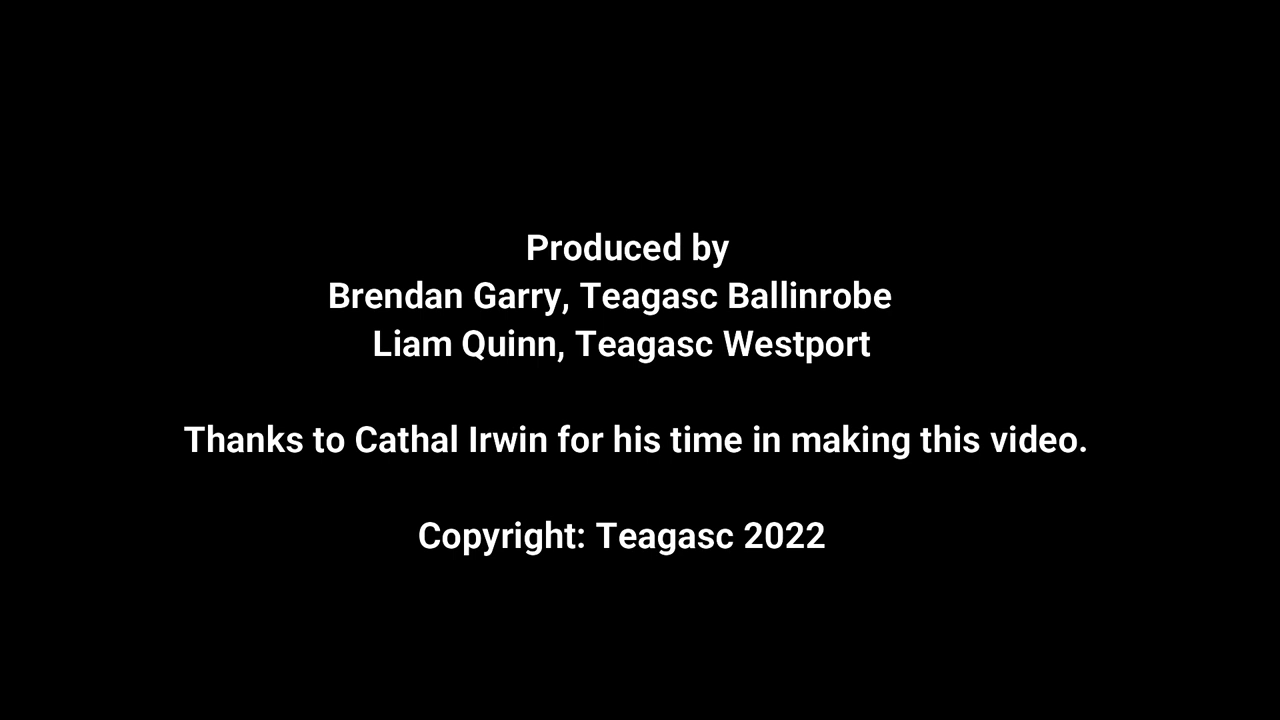 Produced by
Brendan Garry, Teagasc Ballinrobe
Liam Quinn, Teagasc Westport
Thanks to Cathal Irwin for his time in making this video.
Copyright: Teagasc 2022